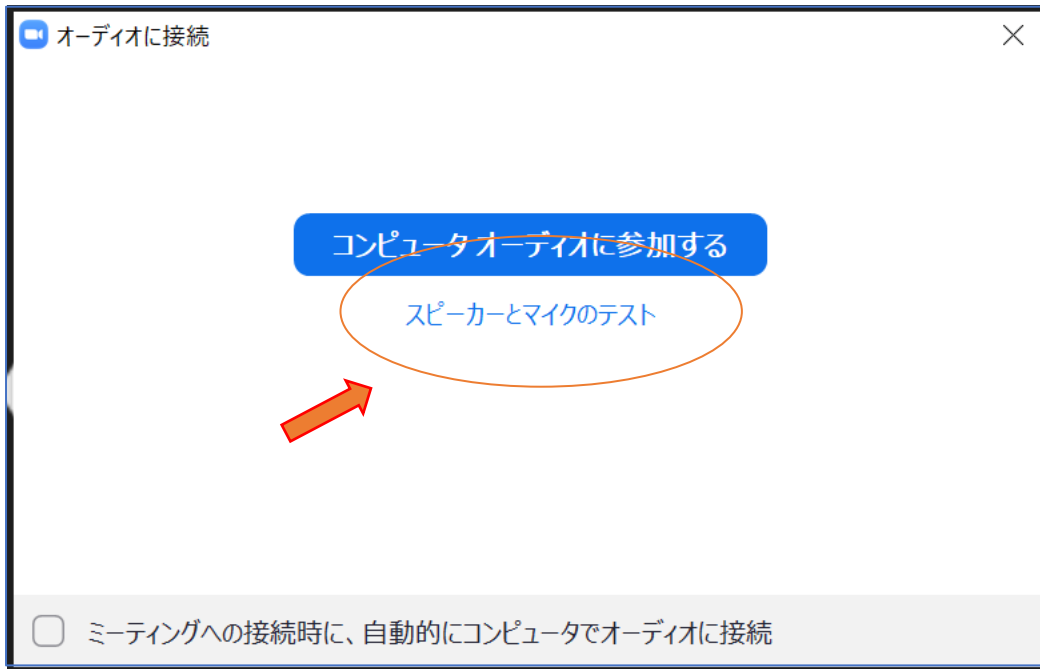 オーディオに接続
コンピュータ オーディオに参加する
スピーカーとマイクのテスト
ミーティングへの接続時に、自動的にコンピュータでオーディオに接続